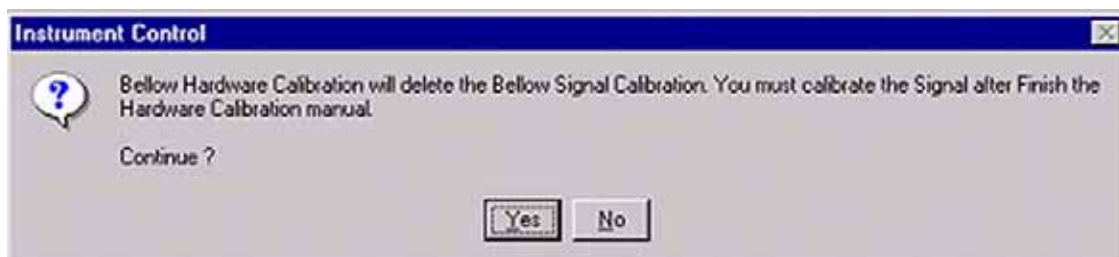 Instrument Control
Bellow Hardware Calibration will delete the Bellow Signal Calibration. You must calibrate the Signal after Finish the
Hardware Calibration manual.
Continue ?
Yes
No